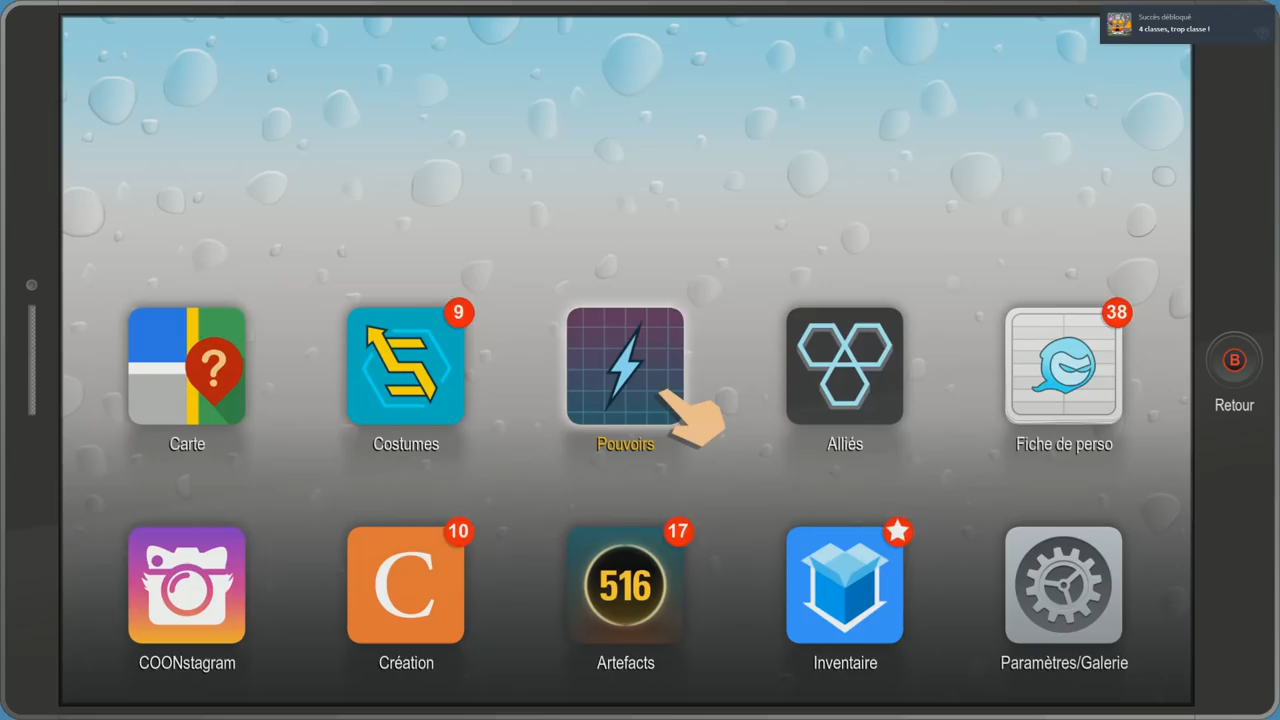 Succès débloqué
4 classes, trop classe !
9
38
?
Carte
Costumes
Pouvoirs
Alliés
Fiche de perso
B
Retour
10
17
C
516
COONstagram
Création
Artefacts
Inventaire
Paramètres/Galerie